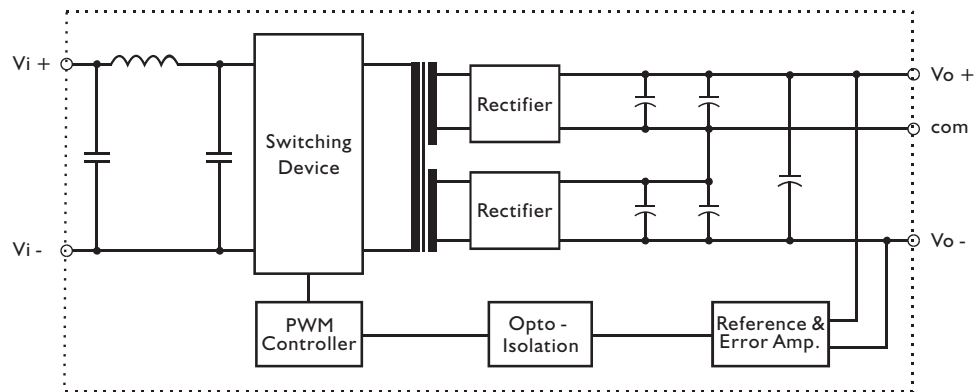 Vi +
Switching
Device
Rectifier
Vo +
com
Rectifier
Vi -
Vo -
PWM
Controller
Opto -
Isolation
Reference &
Error Amp.